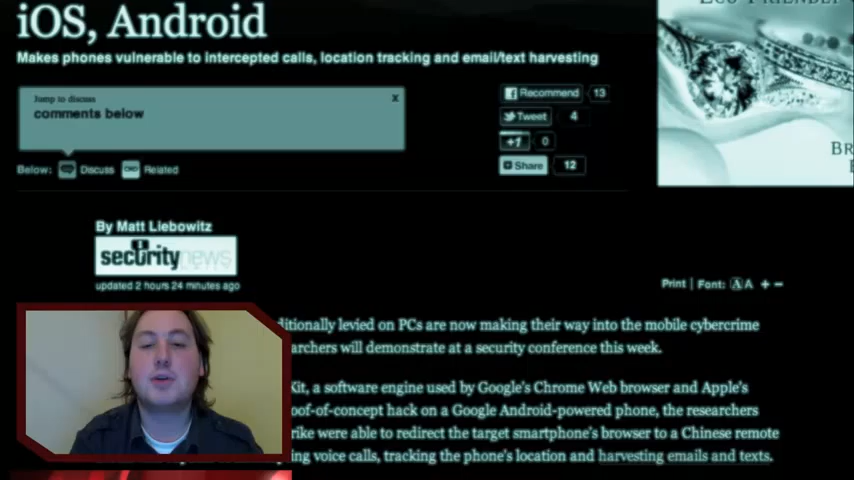 iOS, Android
Makes phones vulnerable to intercepted calls, location tracking and email/text harvesting
Jump to discuss
x
comments below
Recommend 13
Tweet 4
+1 0
Share 12
Below: Discuss Related
By Matt Liebowitz
securitynews
updated 2 hours 24 minutes ago
Print | Font: A A + −
ditionally levied on PCs are now making their way into the mobile cybercrime
archers will demonstrate at a security conference this week.
Kit, a software engine used by Google's Chrome Web browser and Apple's
oof-of-concept hack on a Google Android-powered phone, the researchers
rike were able to redirect the target smartphone's browser to a Chinese remote
ing voice calls, tracking the phone's location and harvesting emails and texts.
BR